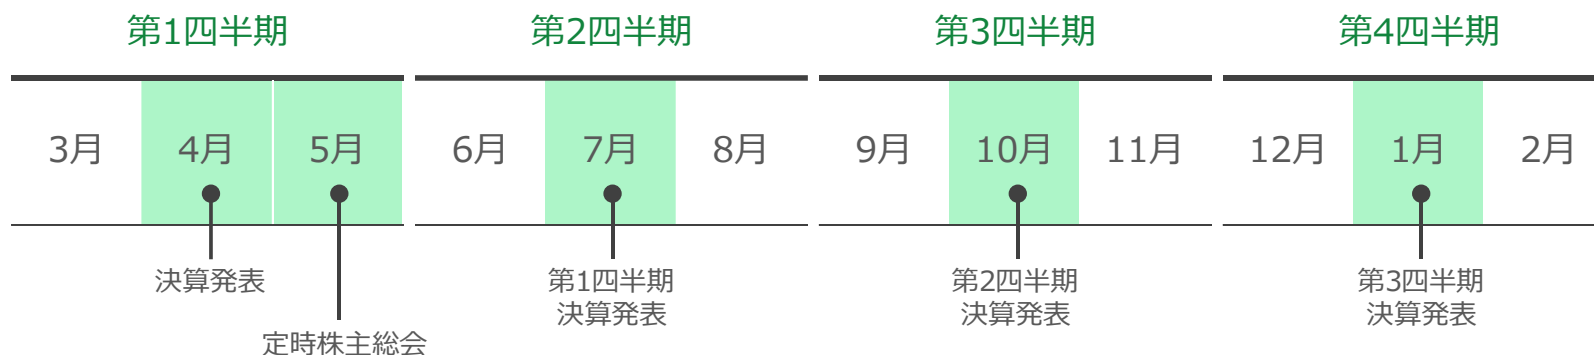 第1四半期
第2四半期
第3四半期
第4四半期
3月
4月
5月
6月
7月
8月
9月
10月
11月
12月
1月
2月
決算発表
定時株主総会
第1四半期
決算発表
第2四半期
決算発表
第3四半期
決算発表